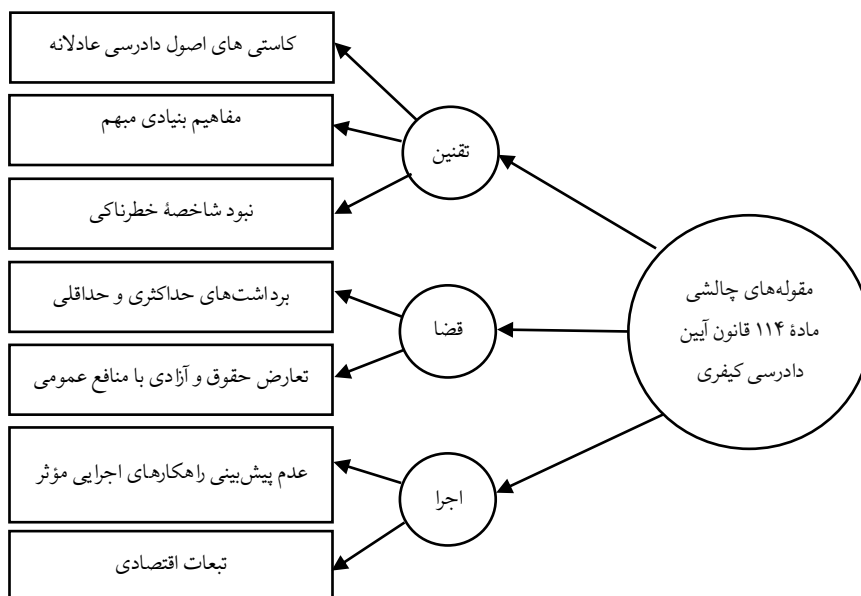 مقوله‌های چالشی
مادهٔ ۱۱۴ قانون آیین
دادرسی کیفری
تقنین
کاستی های اصول دادرسی عادلانه
مفاهیم بنیادی مبهم
نبود شاخصهٔ خطرناکی
قضا
برداشت‌های حداکثری و حداقلی
تعارض حقوق و آزادی با منافع عمومی
اجرا
عدم پیش‌بینی راهکارهای اجرایی مؤثر
تبعات اقتصادی